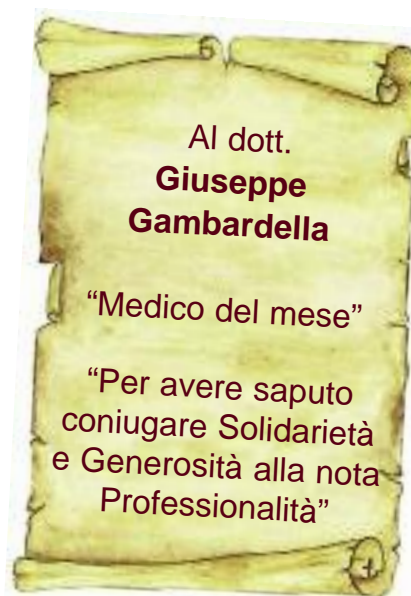 Al dott.
Giuseppe
Gambardella
“Medico del mese”
“Per avere saputo
coniugare Solidarietà
e Generosità alla nota
Professionalità”